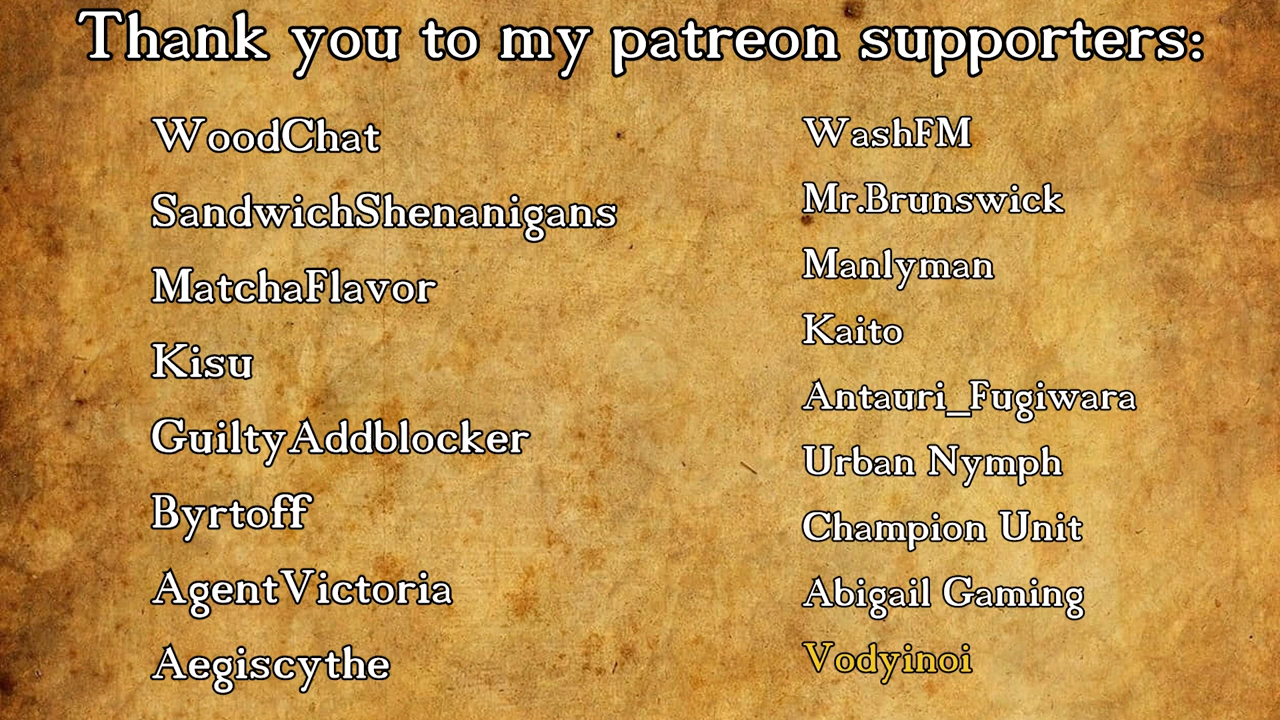 Thank you to my patreon supporters:
WoodChat
SandwichShenanigans
MatchaFlavor
Kisu
GuiltyAddblocker
Byrtoff
AgentVictoria
Aegiscythe
WashFM
Mr.Brunswick
Manlyman
Kaito
Antauri_Fugiwara
Urban Nymph
Champion Unit
Abigail Gaming
Vodyinoi